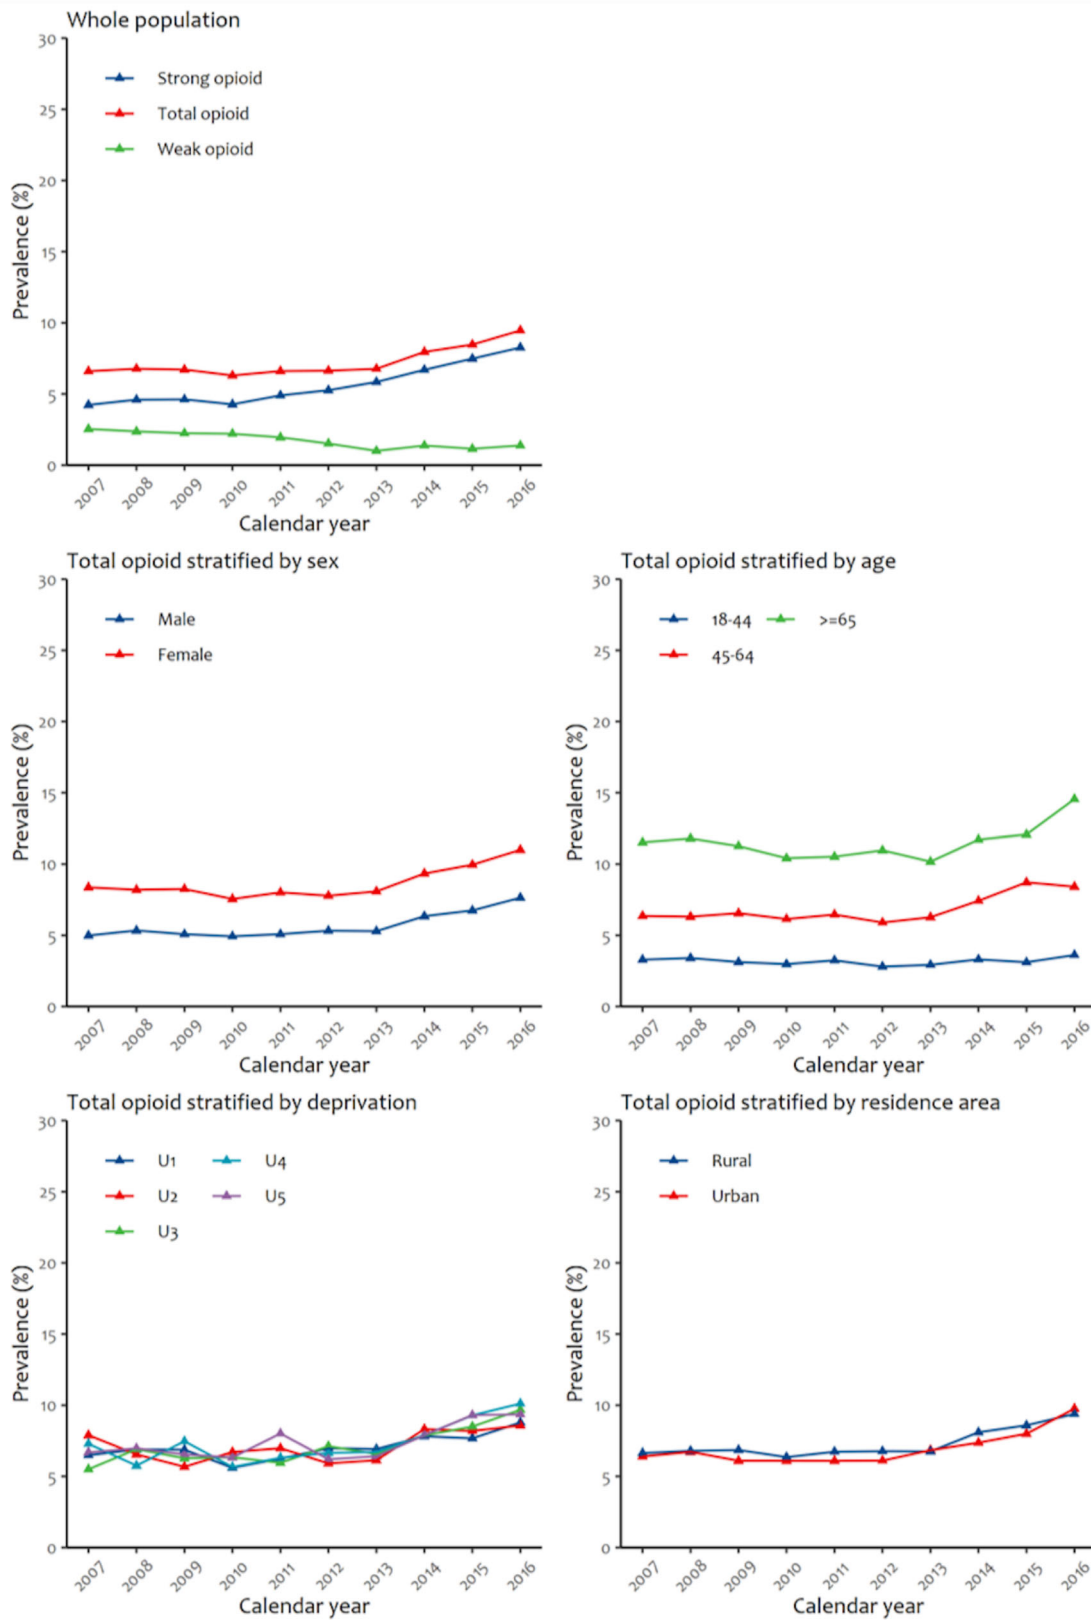 Whole population
30
25
20
15
10
5
0
Prevalence (%)
Strong opioid
Total opioid
Weak opioid
2007 2008 2009 2010 2011 2012 2013 2014 2015 2016
Calendar year
Total opioid stratified by sex
30
25
20
15
10
5
0
Prevalence (%)
Male
Female
2007 2008 2009 2010 2011 2012 2013 2014 2015 2016
Calendar year
Total opioid stratified by age
30
25
20
15
10
5
0
Prevalence (%)
18-44 >=65
45-64
2007 2008 2009 2010 2011 2012 2013 2014 2015 2016
Calendar year
Total opioid stratified by deprivation
30
25
20
15
10
5
0
Prevalence (%)
U1 U4
U2 U5
U3
2007 2008 2009 2010 2011 2012 2013 2014 2015 2016
Calendar year
Total opioid stratified by residence area
30
25
20
15
10
5
0
Prevalence (%)
Rural
Urban
2007 2008 2009 2010 2011 2012 2013 2014 2015 2016
Calendar year